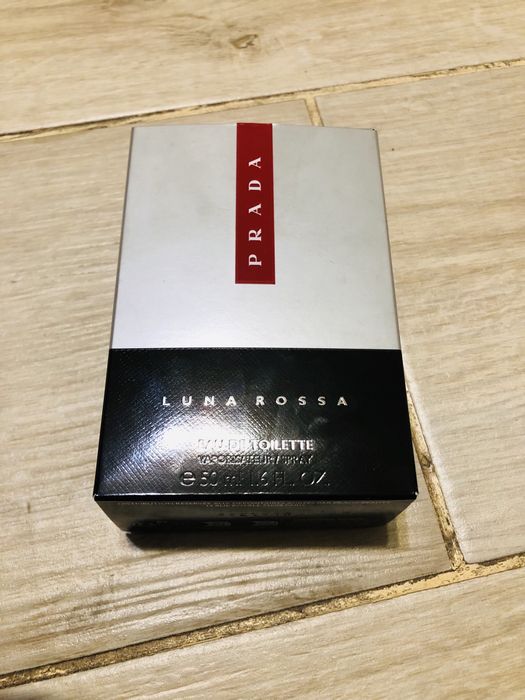 PRADA
LUNA ROSSA
EAU DE TOILETTE
VAPORISATEUR / SPRAY
℮ 50 ml 1.6 FL. OZ.